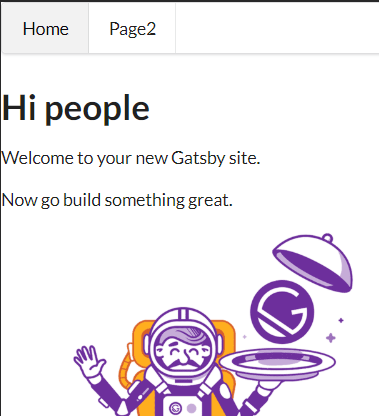 Home
Page2
Hi people
Welcome to your new Gatsby site.
Now go build something great.